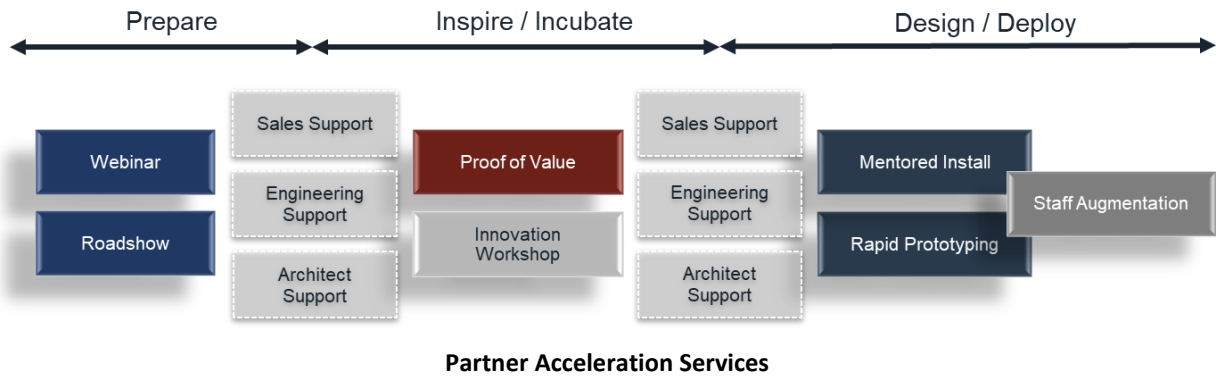 Prepare
Inspire / Incubate
Design / Deploy
Webinar
Roadshow
Sales Support
Engineering
Support
Architect
Support
Proof of Value
Innovation
Workshop
Sales Support
Engineering
Support
Architect
Support
Mentored Install
Rapid Prototyping
Staff Augmentation
Partner Acceleration Services